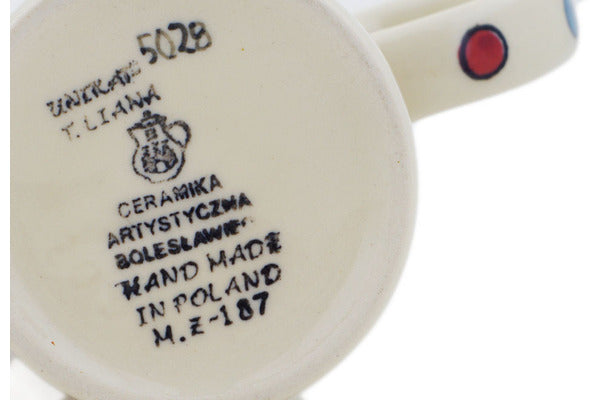 UNIKAT 5028
T. LIANA
CERAMIKA
ARTYSTYCZNA
BOLESŁAWIEC
HAND MADE
IN POLAND
M.Z-187